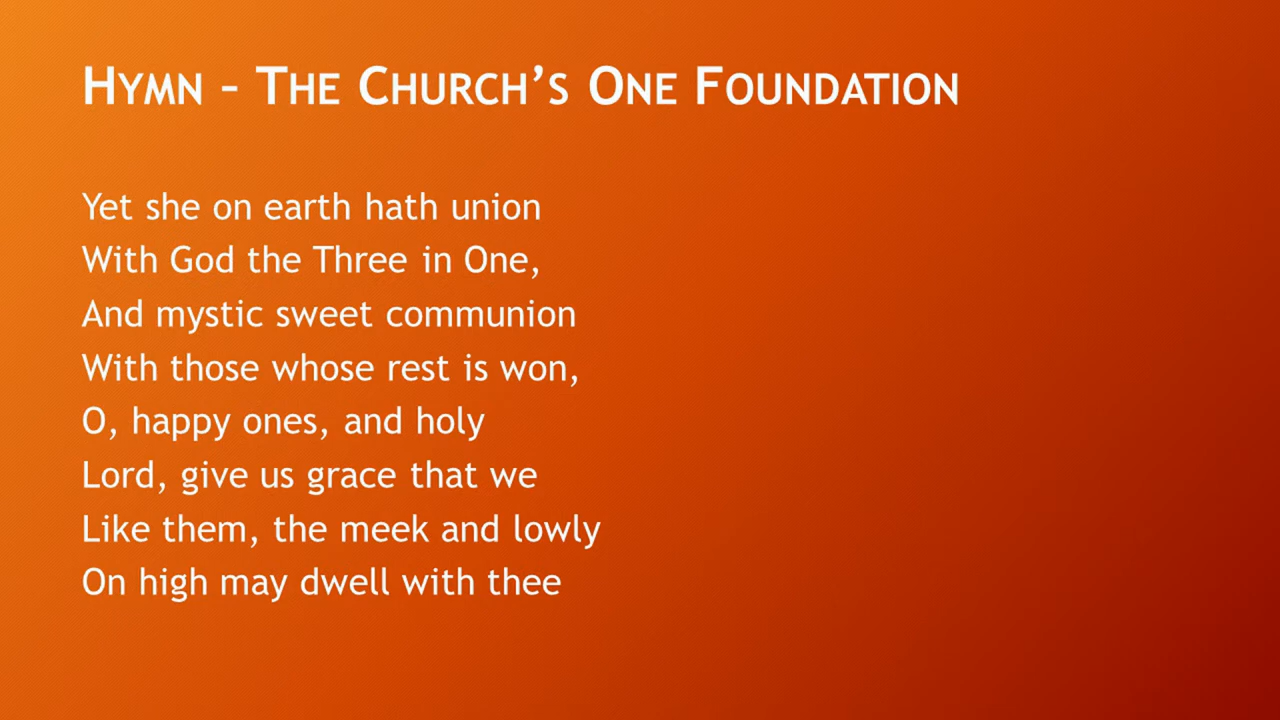 Hymn – The Church’s One Foundation
Yet she on earth hath union
With God the Three in One,
And mystic sweet communion
With those whose rest is won,
O, happy ones, and holy
Lord, give us grace that we
Like them, the meek and lowly
On high may dwell with thee